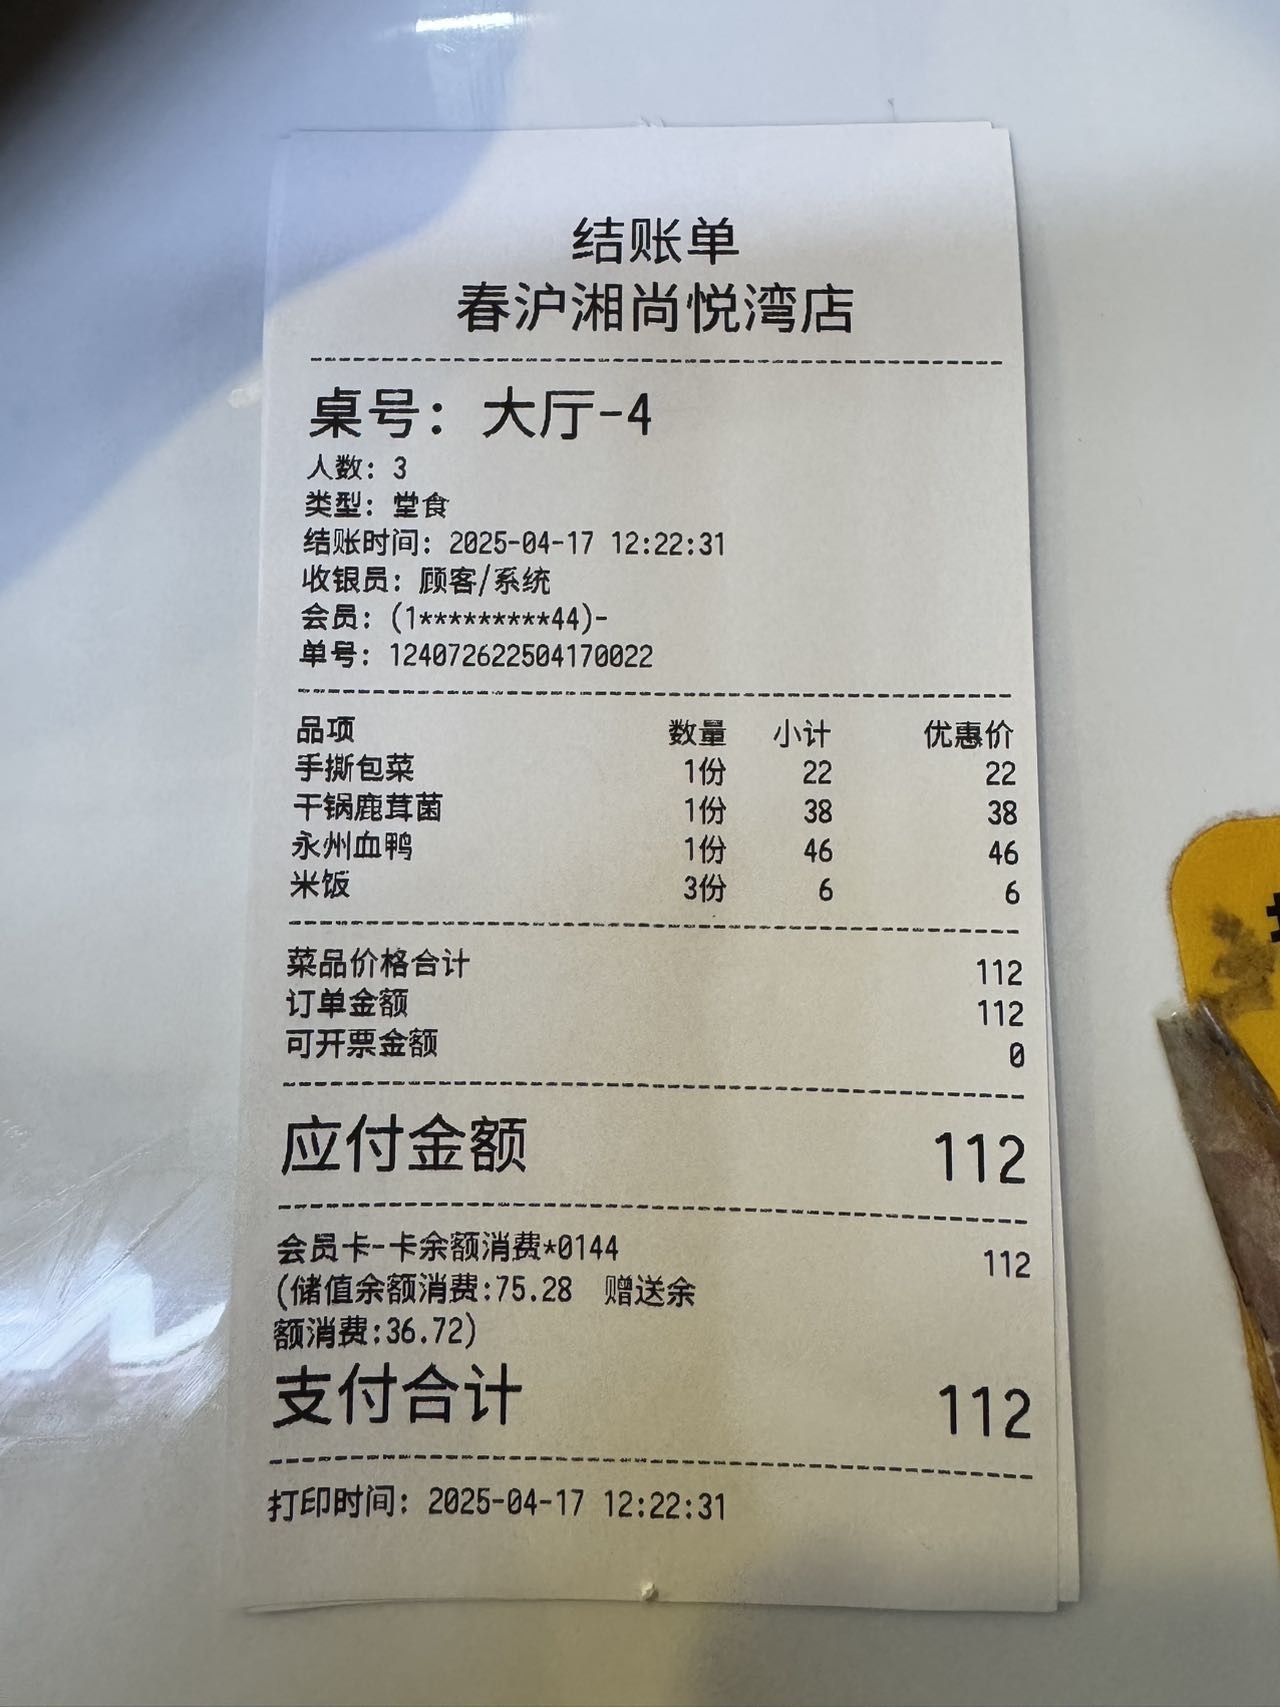 结账单
春沪湘尚悦湾店
桌号：大厅-4
人数：3
类型：堂食
结账时间：2025-04-17 12:22:31
收银员：顾客/系统
会员：(1*********44)-
单号：124072622504170022
品项 数量 小计 优惠价
手撕包菜 1份 22 22
干锅鹿茸菌 1份 38 38
永州血鸭 1份 46 46
米饭 3份 6 6
菜品价格合计 112
订单金额 112
可开票金额 0
应付金额 112
会员卡-卡余额消费*0144 112
(储值余额消费:75.28 赠送余
额消费:36.72)
支付合计 112
打印时间：2025-04-17 12:22:31